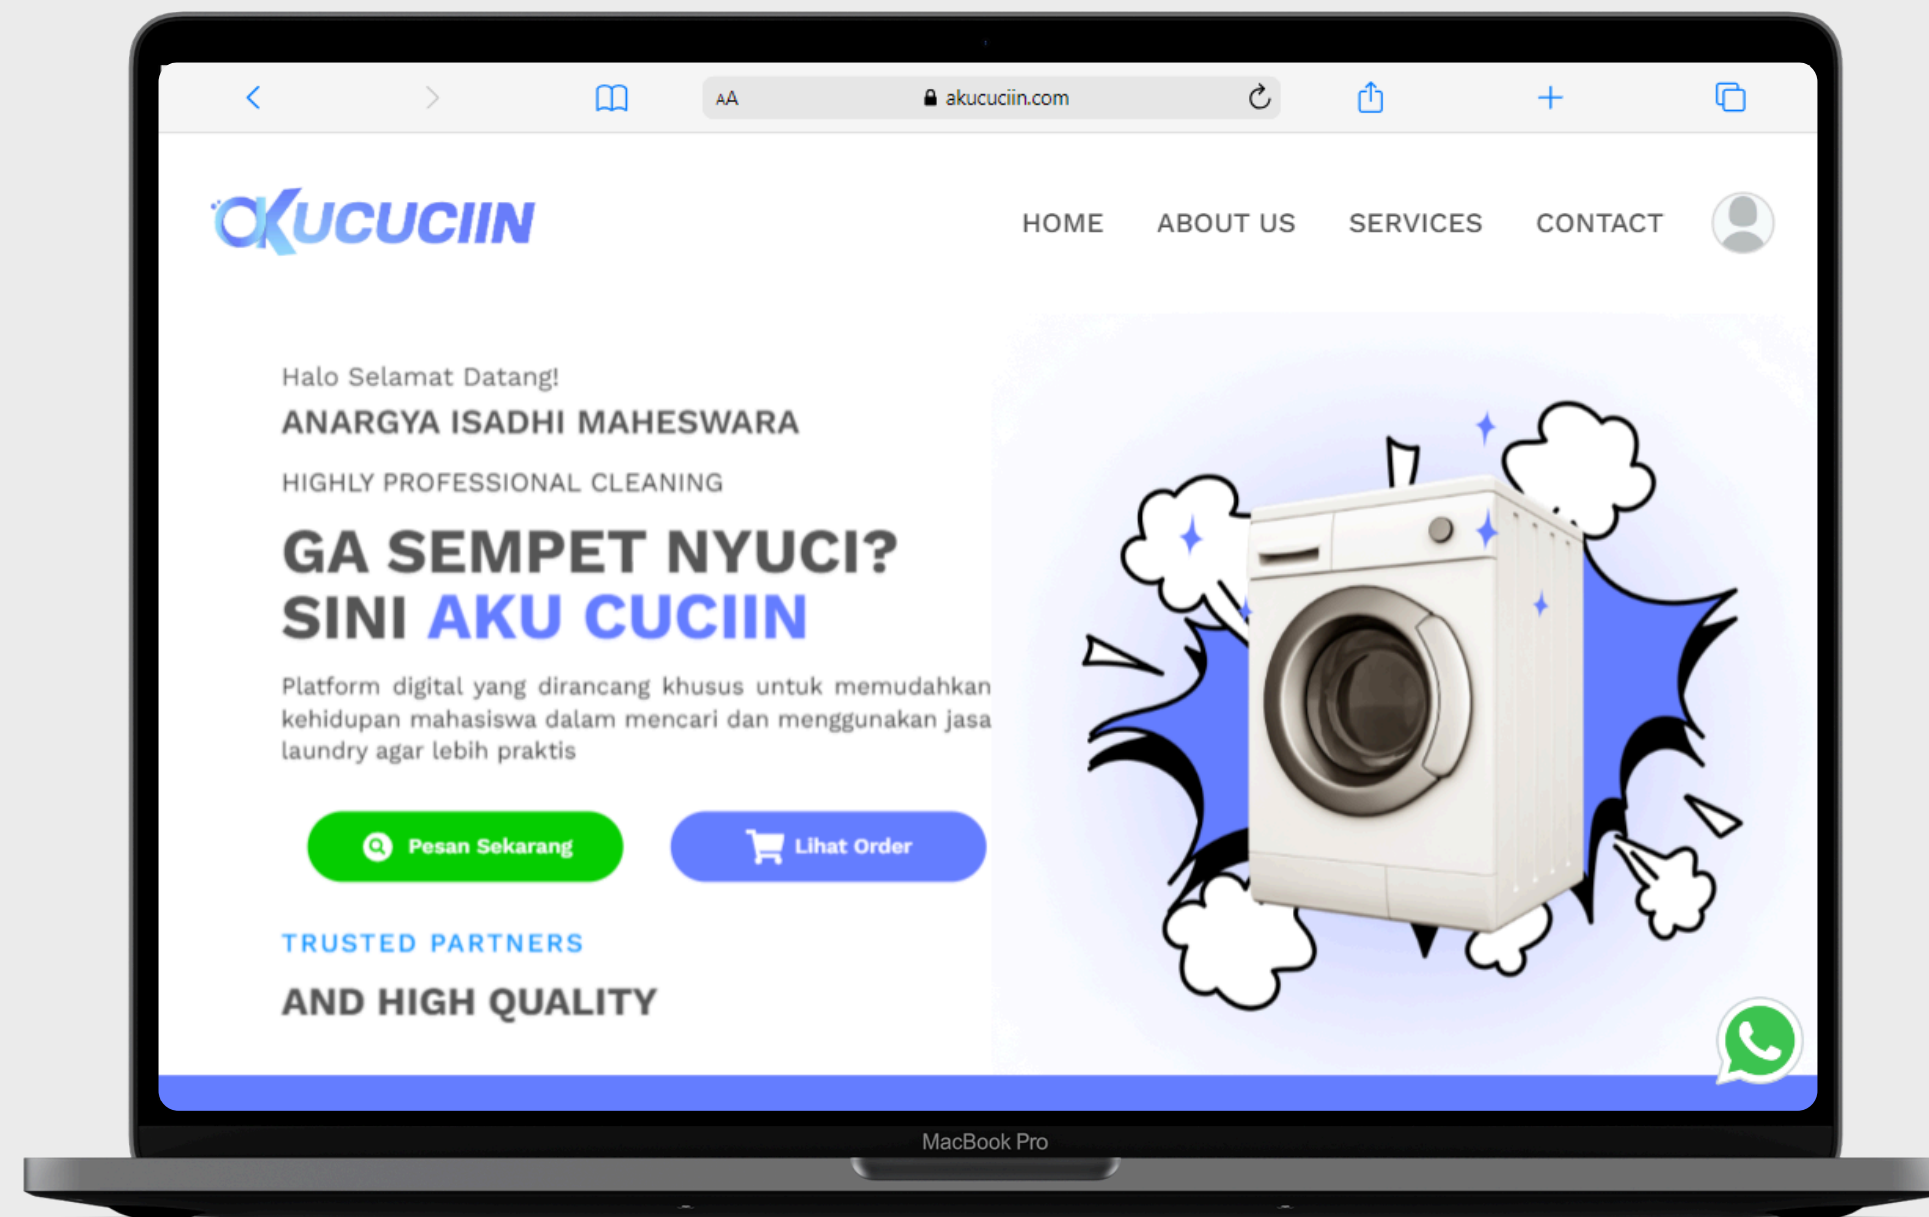 AA
akucuciin.com
AKUCUCIIN
HOME
ABOUT US
SERVICES
CONTACT
Halo Selamat Datang!
ANARGYA ISADHI MAHESWARA
HIGHLY PROFESSIONAL CLEANING
GA SEMPET NYUCI?
SINI AKU CUCIIN
Platform digital yang dirancang khusus untuk memudahkan
kehidupan mahasiswa dalam mencari dan menggunakan jasa
laundry agar lebih praktis
Pesan Sekarang
Lihat Order
TRUSTED PARTNERS
AND HIGH QUALITY
MacBook Pro